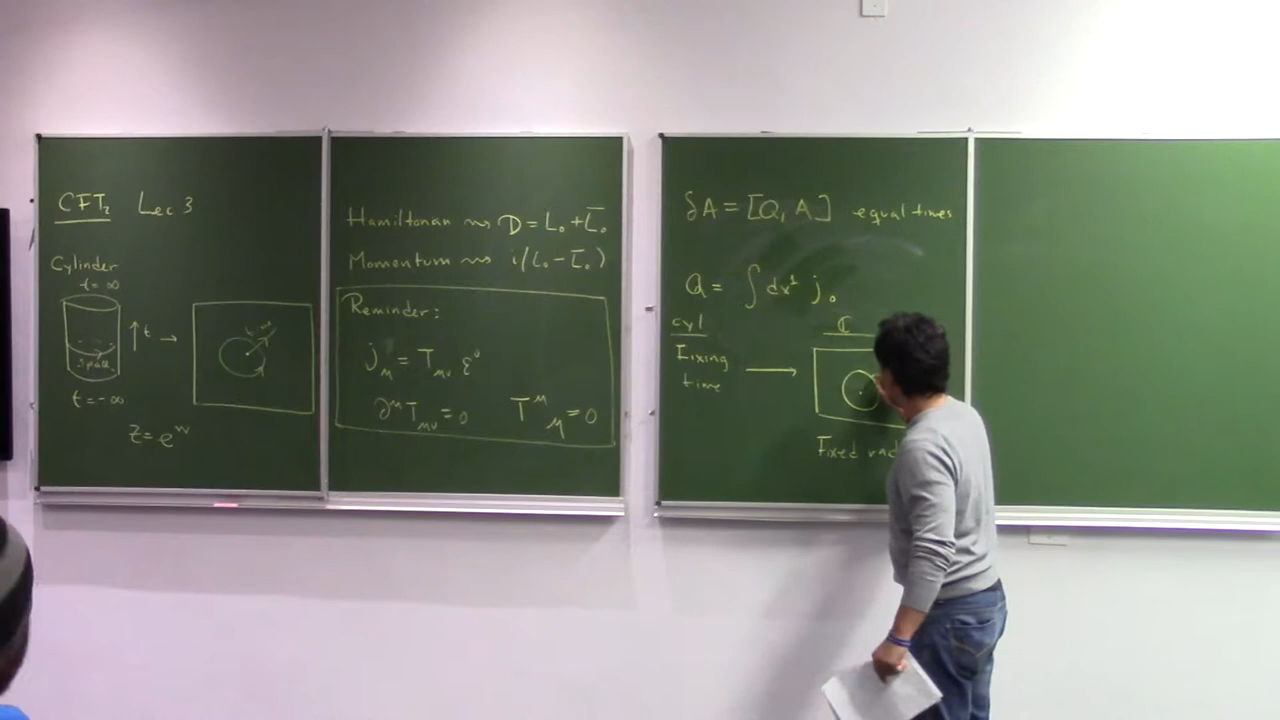 CFT₂ Lec 3
Cylinder
t=∞
↑t →
space
t=-∞
z=e^w
Hamiltonian ⇝ D = L₀ + L̄₀
Momentum ⇝ i(L₀ - L̄₀)
Reminder:
j_μ = T_μν ε^ν
∂^μ T_μν = 0 T^μ_μ = 0
δA = [Q, A] equal times
Q = ∫ dx¹ j₀
cyl ℂ
Fixing
time
Fixed rad